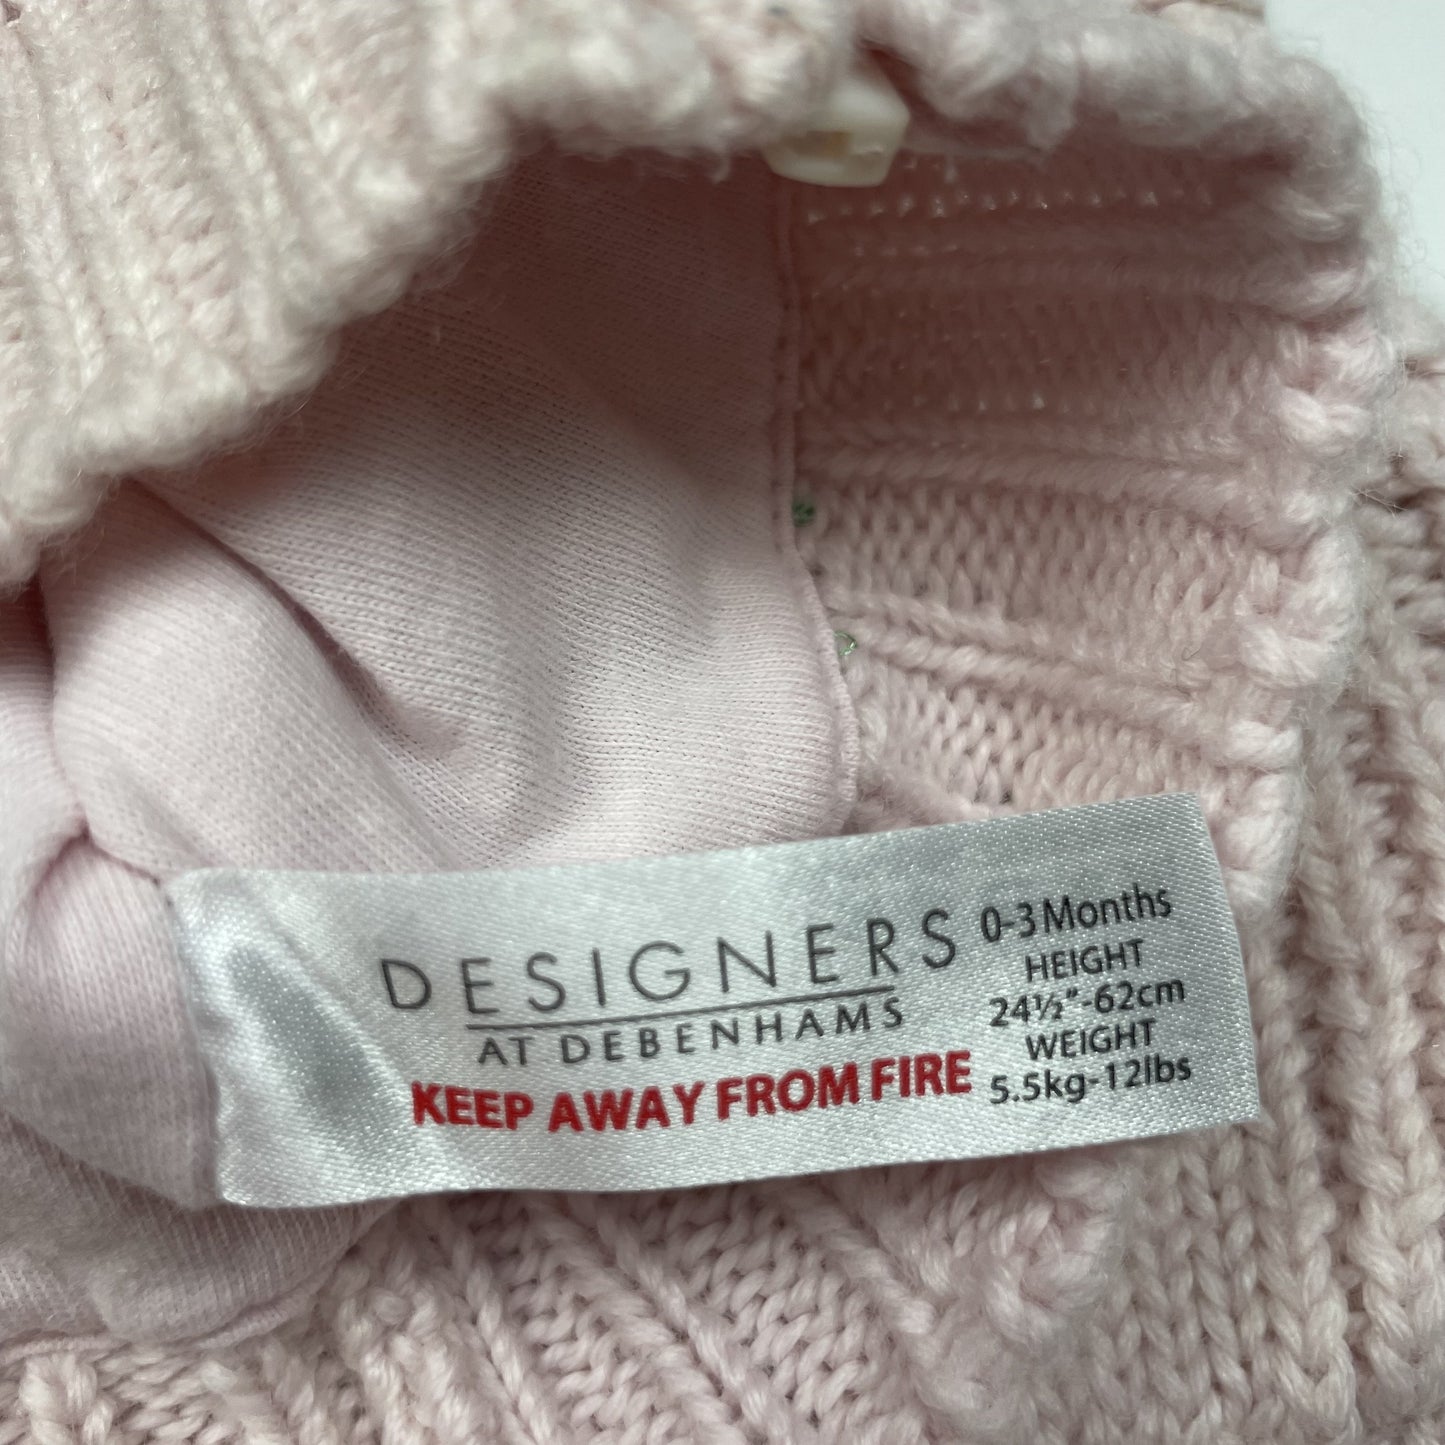 DESIGNERS
AT DEBENHAMS
KEEP AWAY FROM FIRE
0-3 Months
HEIGHT
24½"-62cm
WEIGHT
5.5kg-12lbs